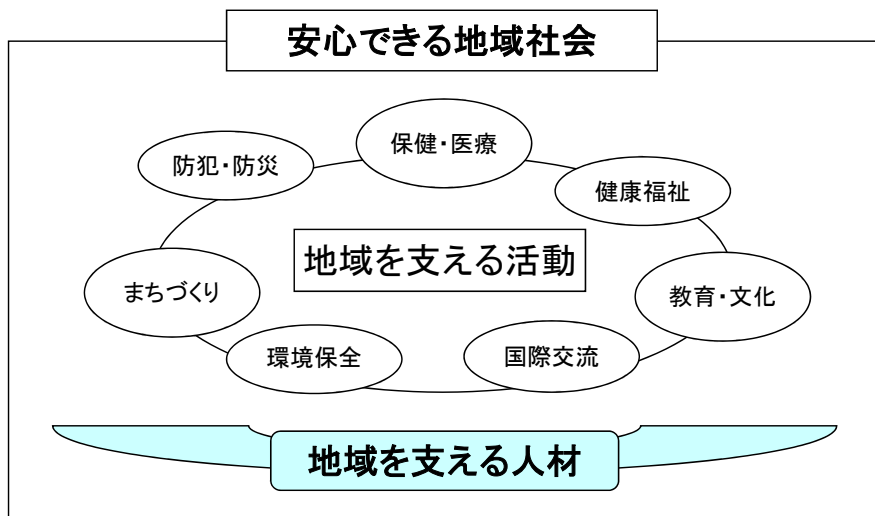 安心できる地域社会
保健・医療
防犯・防災
健康福祉
地域を支える活動
まちづくり
教育・文化
環境保全
国際交流
地域を支える人材